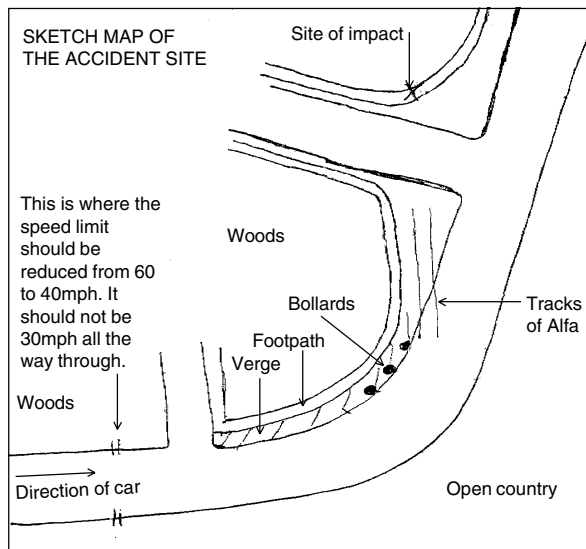 SKETCH MAP OF
THE ACCIDENT SITE
Site of impact
This is where the
speed limit
should be
reduced from 60
to 40mph. It
should not be
30mph all the
way through.
Woods
Bollards
Tracks
of Alfa
Footpath
Verge
Woods
Direction of car
Open country